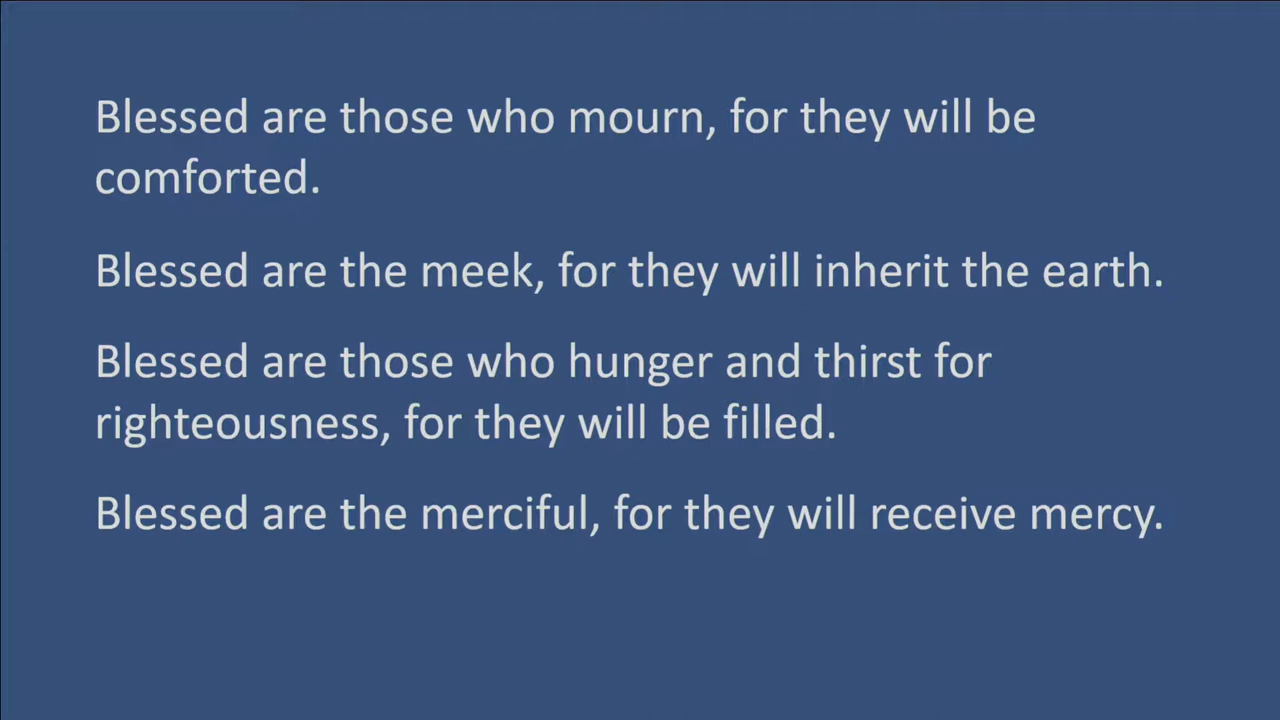 Blessed are those who mourn, for they will be
comforted.
Blessed are the meek, for they will inherit the earth.
Blessed are those who hunger and thirst for
righteousness, for they will be filled.
Blessed are the merciful, for they will receive mercy.